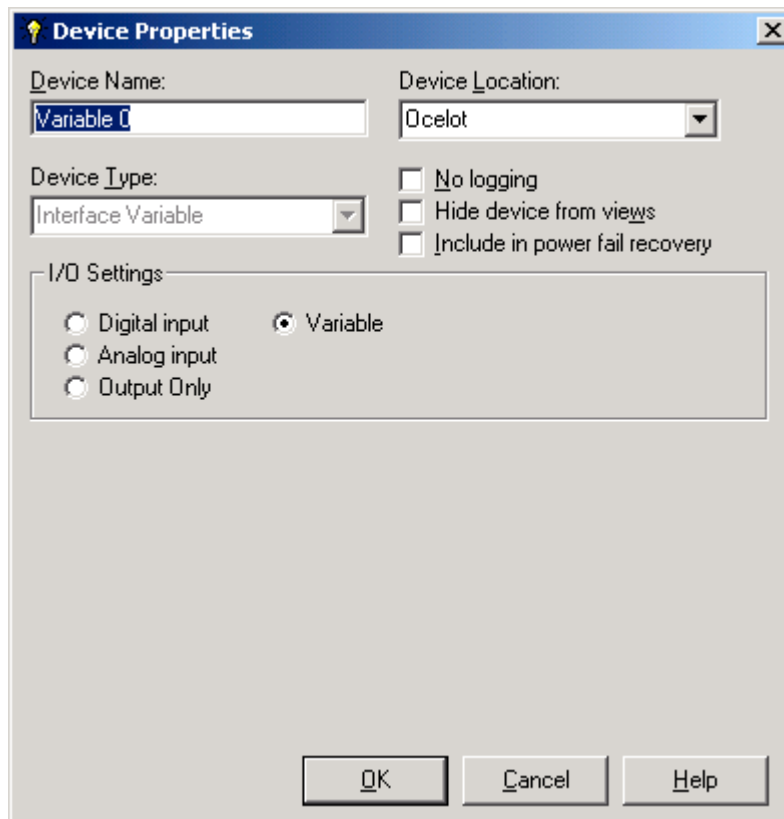 Device Properties
Device Name:
Variable 0
Device Location:
Ocelot
Device Type:
Interface Variable
No logging
Hide device from views
Include in power fail recovery
I/O Settings
Digital input
Variable
Analog input
Output Only
OK
Cancel
Help